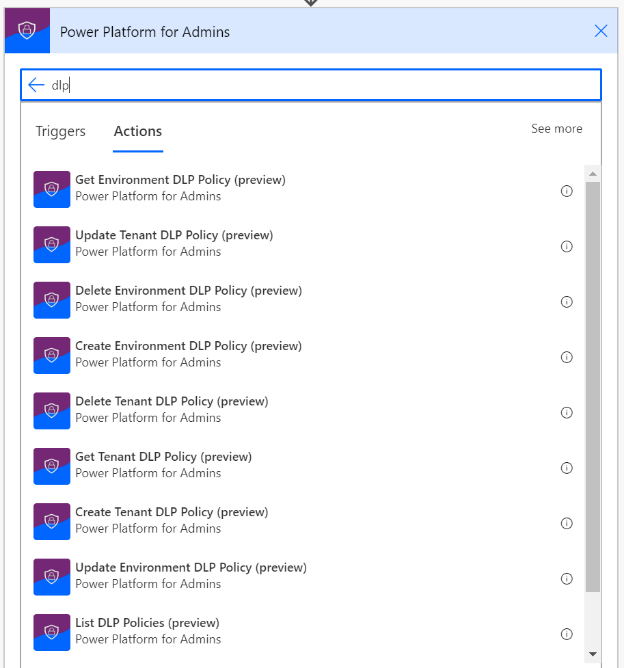 Power Platform for Admins
dlp
Triggers
Actions
See more
Get Environment DLP Policy (preview)
Power Platform for Admins
Update Tenant DLP Policy (preview)
Power Platform for Admins
Delete Environment DLP Policy (preview)
Power Platform for Admins
Create Environment DLP Policy (preview)
Power Platform for Admins
Delete Tenant DLP Policy (preview)
Power Platform for Admins
Get Tenant DLP Policy (preview)
Power Platform for Admins
Create Tenant DLP Policy (preview)
Power Platform for Admins
Update Environment DLP Policy (preview)
Power Platform for Admins
List DLP Policies (preview)
Power Platform for Admins